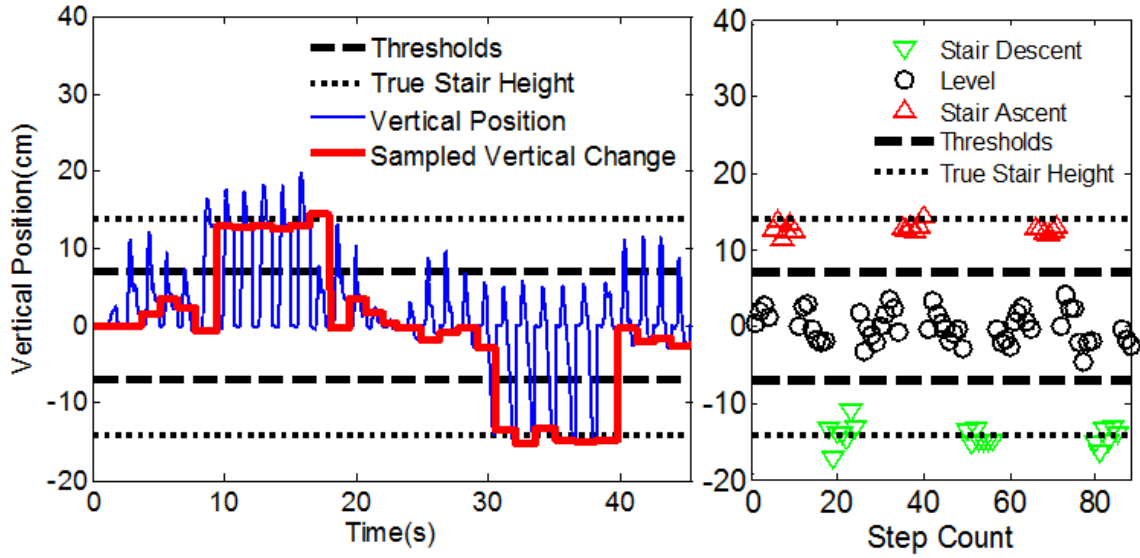 40
30
20
10
0
-10
-20
Vertical Position(cm)
Thresholds
True Stair Height
Vertical Position
Sampled Vertical Change
0 10 20 30 40
Time(s)
40
30
20
10
0
-10
-20
Stair Descent
Level
Stair Ascent
Thresholds
True Stair Height
0 20 40 60 80
Step Count